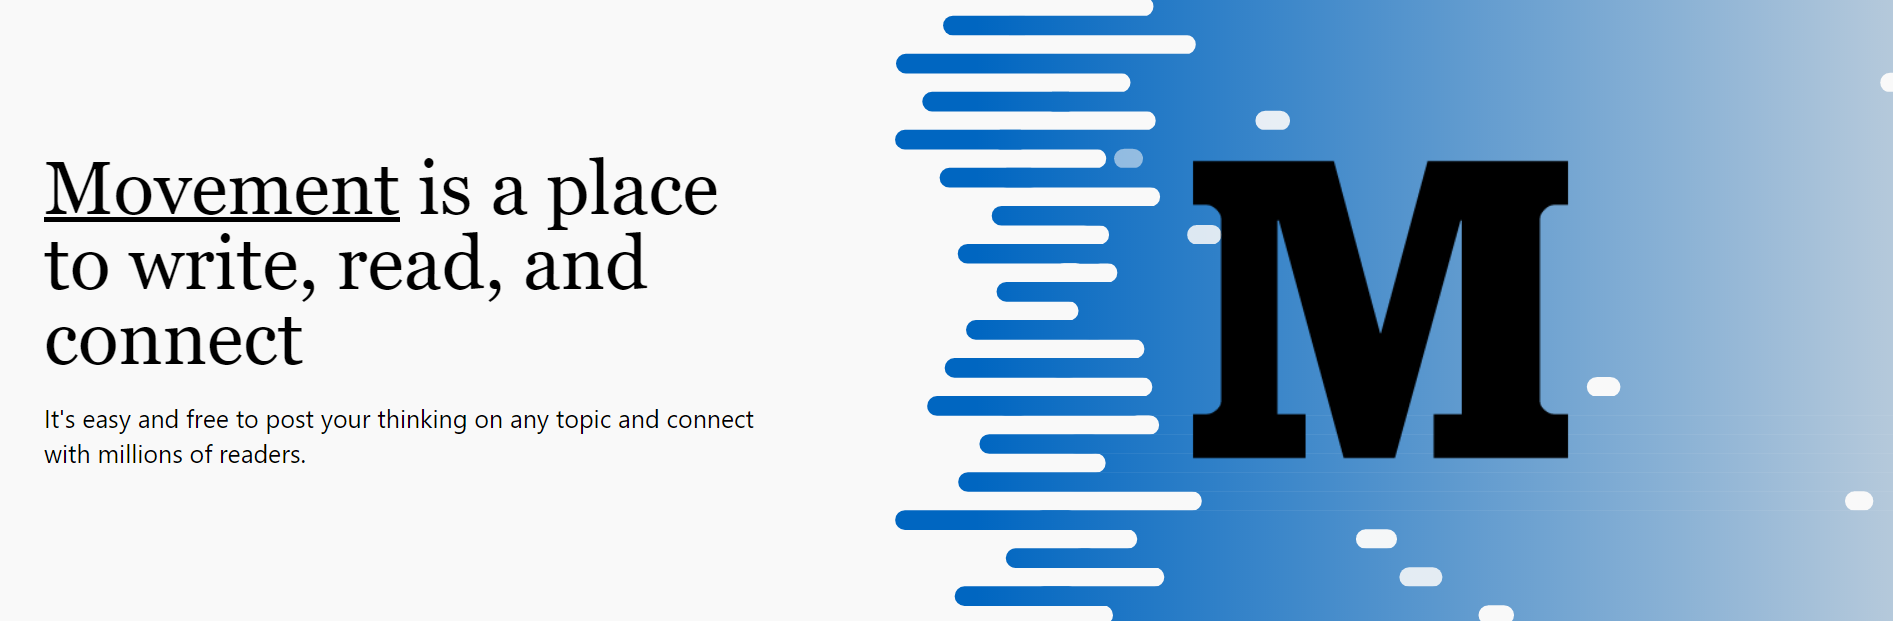 Movement is a place
to write, read, and
connect
It's easy and free to post your thinking on any topic and connect
with millions of readers.
M